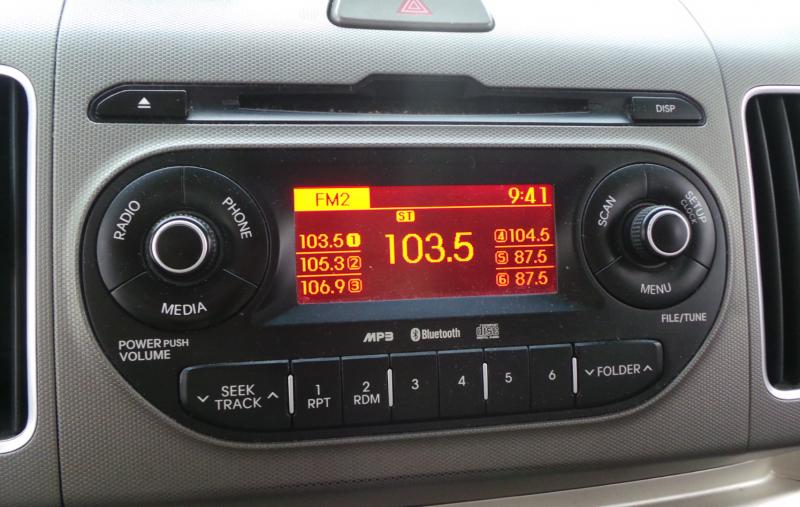 DISP
RADIO
PHONE
MEDIA
POWER PUSH
VOLUME
FM2 9:41
ST
103.5 1
105.3 2
106.9 3
103.5
4 104.5
5 87.5
6 87.5
SCAN
SETUP
CLOCK
MENU
FILE/TUNE
MP3 Bluetooth disc
SEEK
TRACK
1
RPT
2
RDM
3
4
5
6
FOLDER